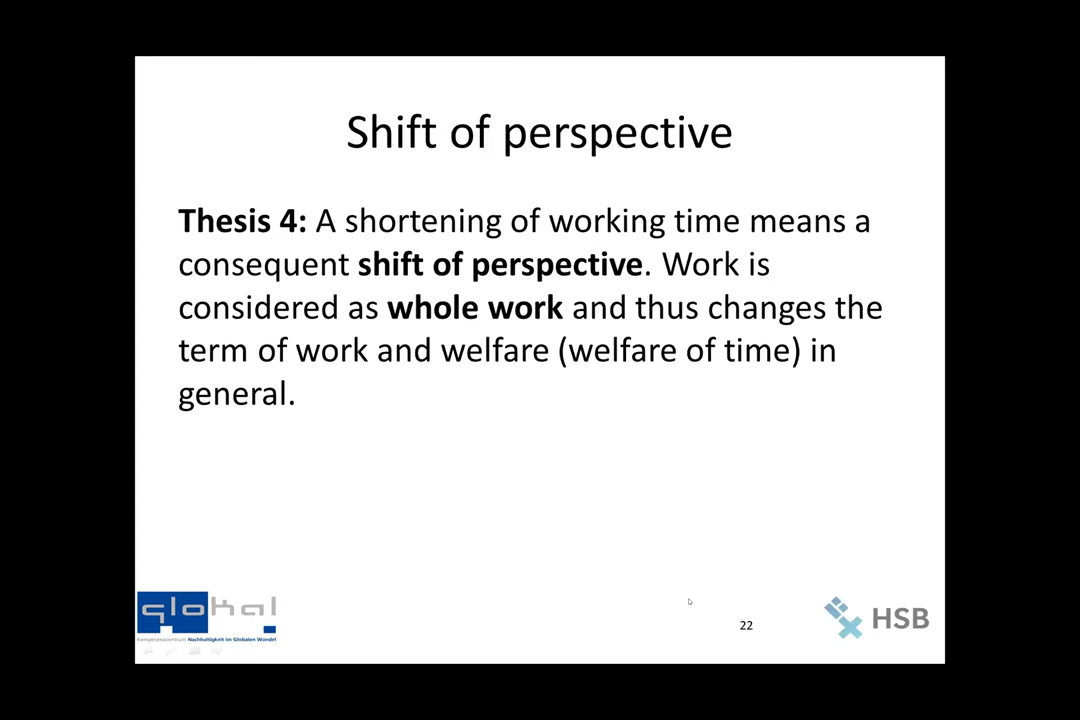 Shift of perspective
Thesis 4: A shortening of working time means a
consequent shift of perspective. Work is
considered as whole work and thus changes the
term of work and welfare (welfare of time) in
general.
glokal
Kompetenzzentrum Nachhaltigkeit im Globalen Wandel
22
HSB